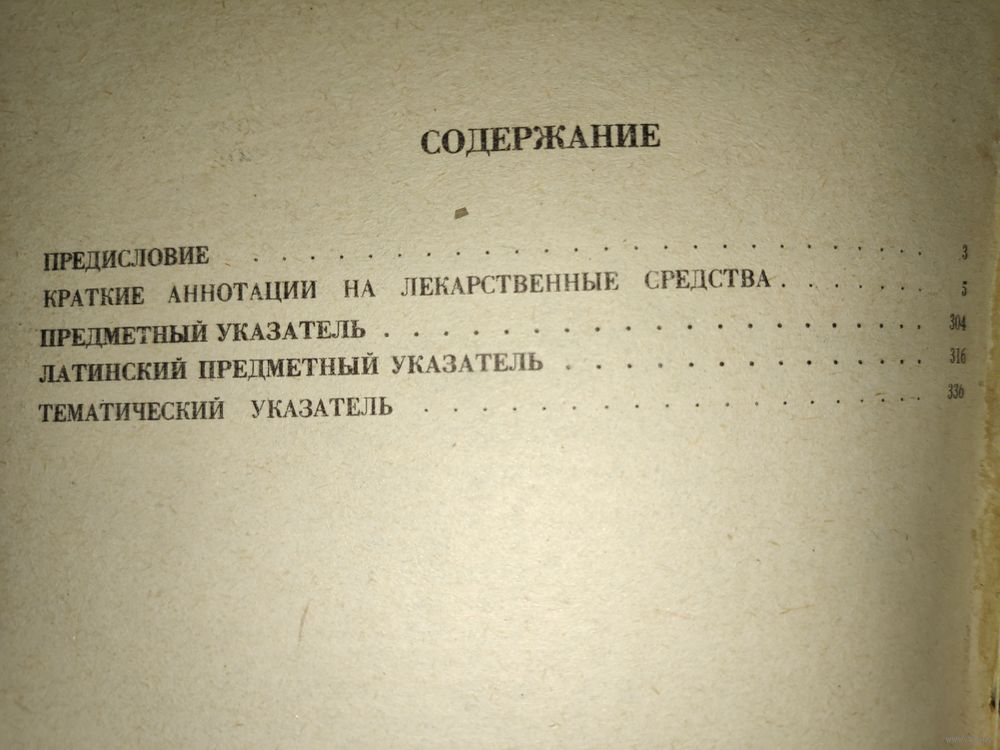 СОДЕРЖАНИЕ
ПРЕДИСЛОВИЕ . . . . . . . . . . . . . . . . . . . . . . . . 3
КРАТКИЕ АННОТАЦИИ НА ЛЕКАРСТВЕННЫЕ СРЕДСТВА . . . . . . . 5
ПРЕДМЕТНЫЙ УКАЗАТЕЛЬ . . . . . . . . . . . . . . . . . . . 304
ЛАТИНСКИЙ ПРЕДМЕТНЫЙ УКАЗАТЕЛЬ . . . . . . . . . . . . . 316
ТЕМАТИЧЕСКИЙ УКАЗАТЕЛЬ . . . . . . . . . . . . . . . . . . 336